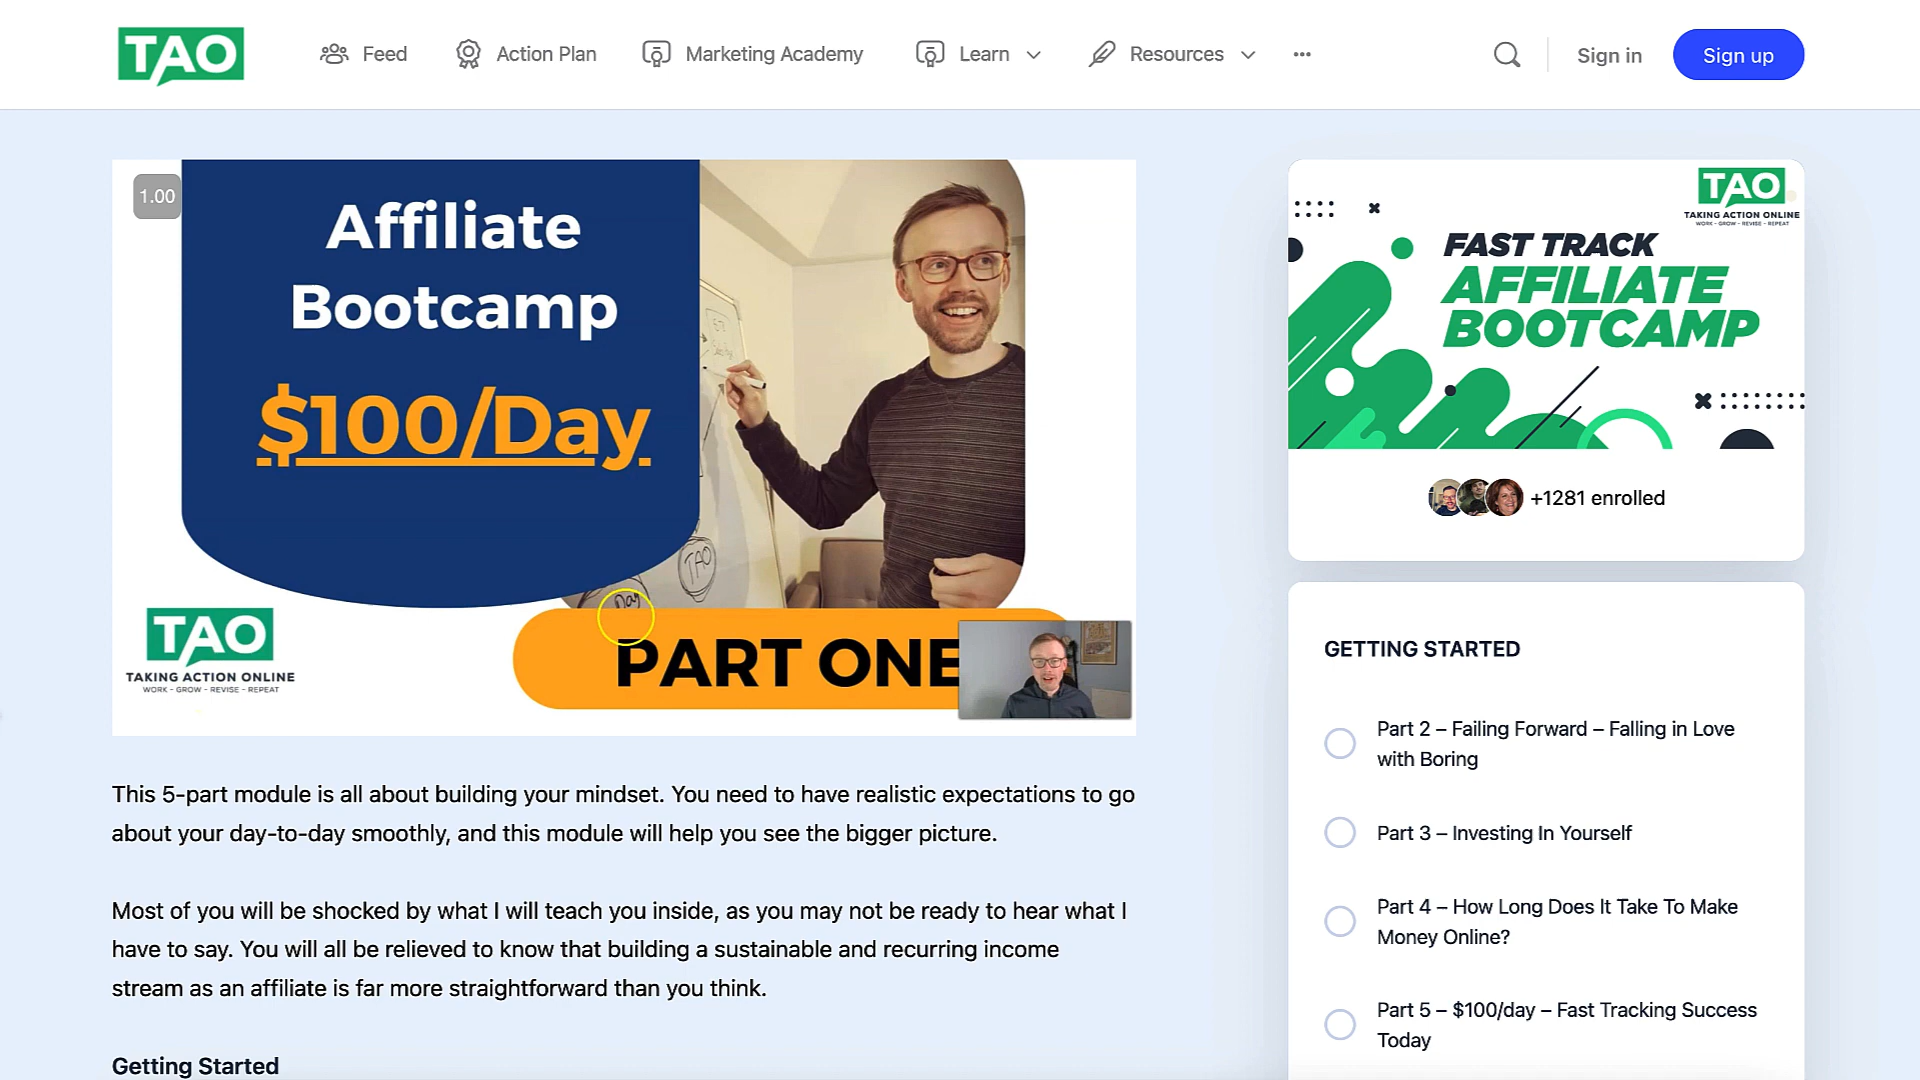 TAO
Feed
Action Plan
Marketing Academy
Learn
Resources
Sign in
Sign up
1.00
Affiliate
Bootcamp
$100/Day
TAO
Day
PART ONE
TAO
TAKING ACTION ONLINE
WORK - GROW - REVISE - REPEAT
This 5-part module is all about building your mindset. You need to have realistic expectations to go
about your day-to-day smoothly, and this module will help you see the bigger picture.
Most of you will be shocked by what I will teach you inside, as you may not be ready to hear what I
have to say. You will all be relieved to know that building a sustainable and recurring income
stream as an affiliate is far more straightforward than you think.
Getting Started
TAO
TAKING ACTION ONLINE
WORK - GROW - REVISE - REPEAT
FAST TRACK
AFFILIATE
BOOTCAMP
+1281 enrolled
GETTING STARTED
Part 2 – Failing Forward – Falling in Love
with Boring
Part 3 – Investing In Yourself
Part 4 – How Long Does It Take To Make
Money Online?
Part 5 – $100/day – Fast Tracking Success
Today